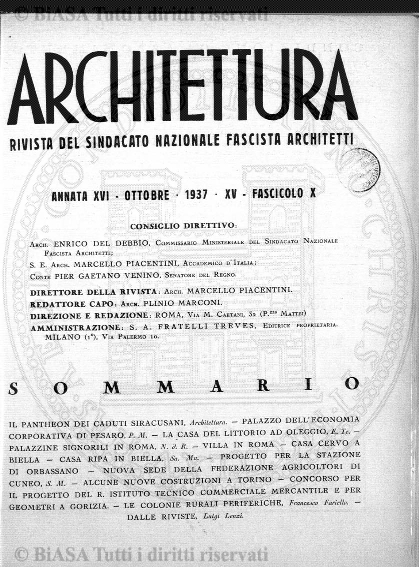 © BiASA Tutti i diritti riservati
ARCHITETTURA
RIVISTA DEL SINDACATO NAZIONALE FASCISTA ARCHITETTI
ANNATA XVI - OTTOBRE - 1937 - XV - FASCICOLO X
CONSIGLIO DIRETTIVO:
Arch. ENRICO DEL DEBBIO, Commissario Ministeriale del Sindacato Nazionale
Fascista Architetti;
S. E. Arch. MARCELLO PIACENTINI, Accademico d'Italia;
Conte PIER GAETANO VENINO, Senatore del Regno.
DIRETTORE DELLA RIVISTA: Arch. MARCELLO PIACENTINI.
REDATTORE CAPO: Arch. PLINIO MARCONI.
DIREZIONE E REDAZIONE: ROMA, Via M. Caetani, 32 (P.zzo Mattei)
AMMINISTRAZIONE: S. A. FRATELLI TREVES, Editrice proprietaria
MILANO (1°), Via Palermo 10.
SOMMARIO
IL PANTHEON DEI CADUTI SIRACUSANI, Architettura. — PALAZZO DELL'ECONOMIA
CORPORATIVA DI PESARO, P. M. — LA CASA DEL LITTORIO AD OLEGGIO, E. Te. —
PALAZZINE SIGNORILI IN ROMA, N. J. R. — VILLA IN ROMA — CASA CERVO A
BIELLA — CASA RIPA IN BIELLA, Sa. Ma. — PROGETTO PER LA STAZIONE
DI ORBASSANO — NUOVA SEDE DELLA FEDERAZIONE AGRICOLTORI DI
CUNEO, S. M. — ALCUNE NUOVE COSTRUZIONI A TORINO — CONCORSO PER
IL PROGETTO DEL R. ISTITUTO TECNICO COMMERCIALE MERCANTILE E PER
GEOMETRI A GORIZIA. — LE COLONIE RURALI PERIFERICHE, Francesco Fariello. —
DALLE RIVISTE, Luigi Lenzi.
© BiASA Tutti i diritti riservati